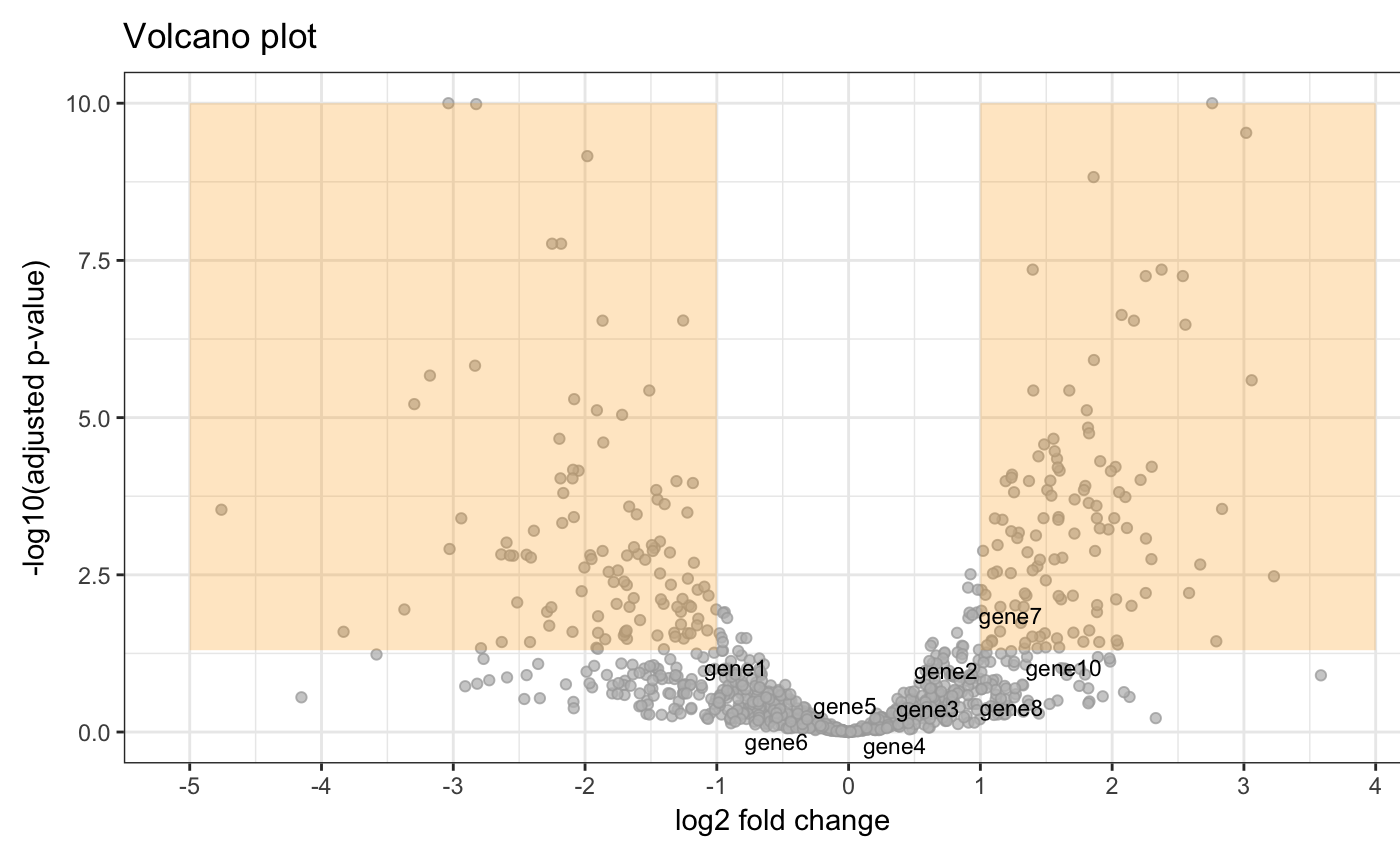 Volcano plot
10.0
7.5
5.0
2.5
0.0
-log10(adjusted p-value)
gene7
gene1
gene2
gene10
gene5
gene3
gene8
gene6
gene4
-5 -4 -3 -2 -1 0 1 2 3 4
log2 fold change